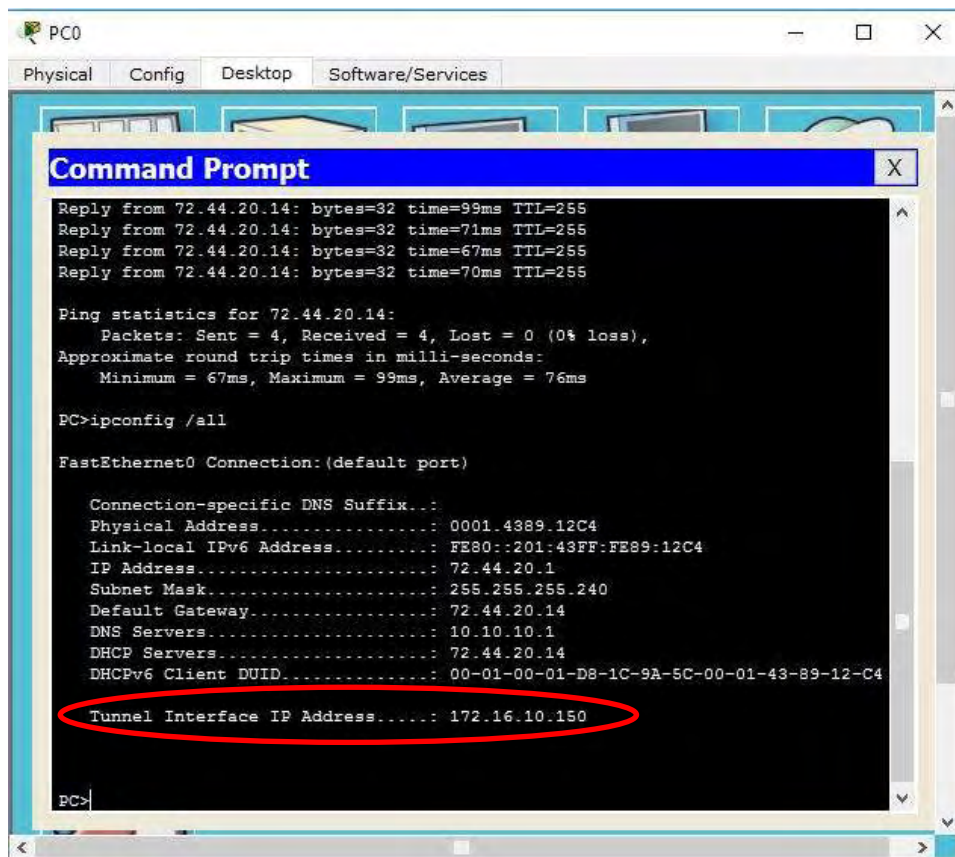 PC0
Physical Config Desktop Software/Services
Command Prompt
X
Reply from 72.44.20.14: bytes=32 time=99ms TTL=255
Reply from 72.44.20.14: bytes=32 time=71ms TTL=255
Reply from 72.44.20.14: bytes=32 time=67ms TTL=255
Reply from 72.44.20.14: bytes=32 time=70ms TTL=255
Ping statistics for 72.44.20.14:
Packets: Sent = 4, Received = 4, Lost = 0 (0% loss),
Approximate round trip times in milli-seconds:
Minimum = 67ms, Maximum = 99ms, Average = 76ms
PC>ipconfig /all
FastEthernet0 Connection:(default port)
Connection-specific DNS Suffix..:
Physical Address................: 0001.4389.12C4
Link-local IPv6 Address.........: FE80::201:43FF:FE89:12C4
IP Address......................: 72.44.20.1
Subnet Mask.....................: 255.255.255.240
Default Gateway.................: 72.44.20.14
DNS Servers.....................: 10.10.10.1
DHCP Servers....................: 72.44.20.14
DHCPv6 Client DUID..............: 00-01-00-01-D8-1C-9A-5C-00-01-43-89-12-C4
Tunnel Interface IP Address.....: 172.16.10.150
PC>